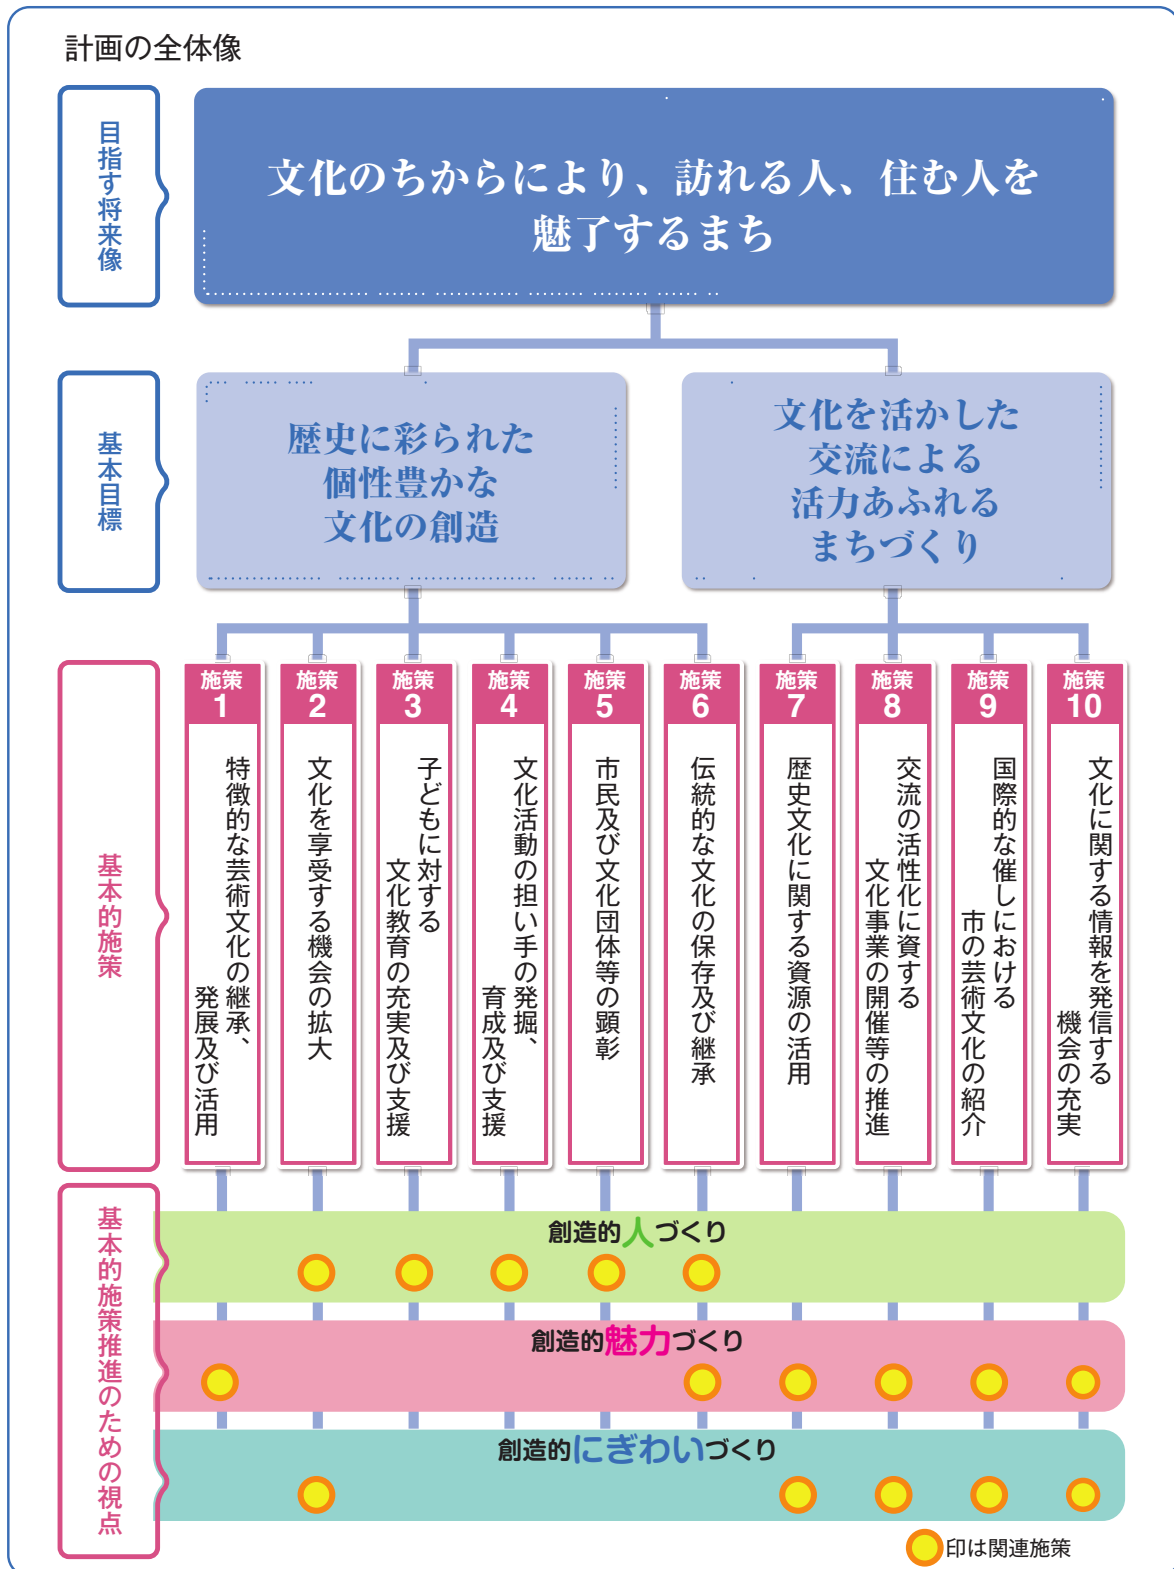 計画の全体像
目指す将来像
文化のちからにより、訪れる人、住む人を
魅了するまち
基本目標
歴史に彩られた
個性豊かな
文化の創造
文化を活かした
交流による
活力あふれる
まちづくり
基本的施策
施策
1
特徴的な芸術文化の継承、
発展及び活用
施策
2
文化を享受する機会の拡大
施策
3
子どもに対する
文化教育の充実及び支援
施策
4
文化活動の担い手の発掘、
育成及び支援
施策
5
市民及び文化団体等の顕彰
施策
6
伝統的な文化の保存及び継承
施策
7
歴史文化に関する資源の活用
施策
8
交流の活性化に資する
文化事業の開催等の推進
施策
9
国際的な催しにおける
市の芸術文化の紹介
施策
10
文化に関する情報を発信する
機会の充実
基本的施策推進のための視点
創造的人づくり
創造的魅力づくり
創造的にぎわいづくり
印は関連施策